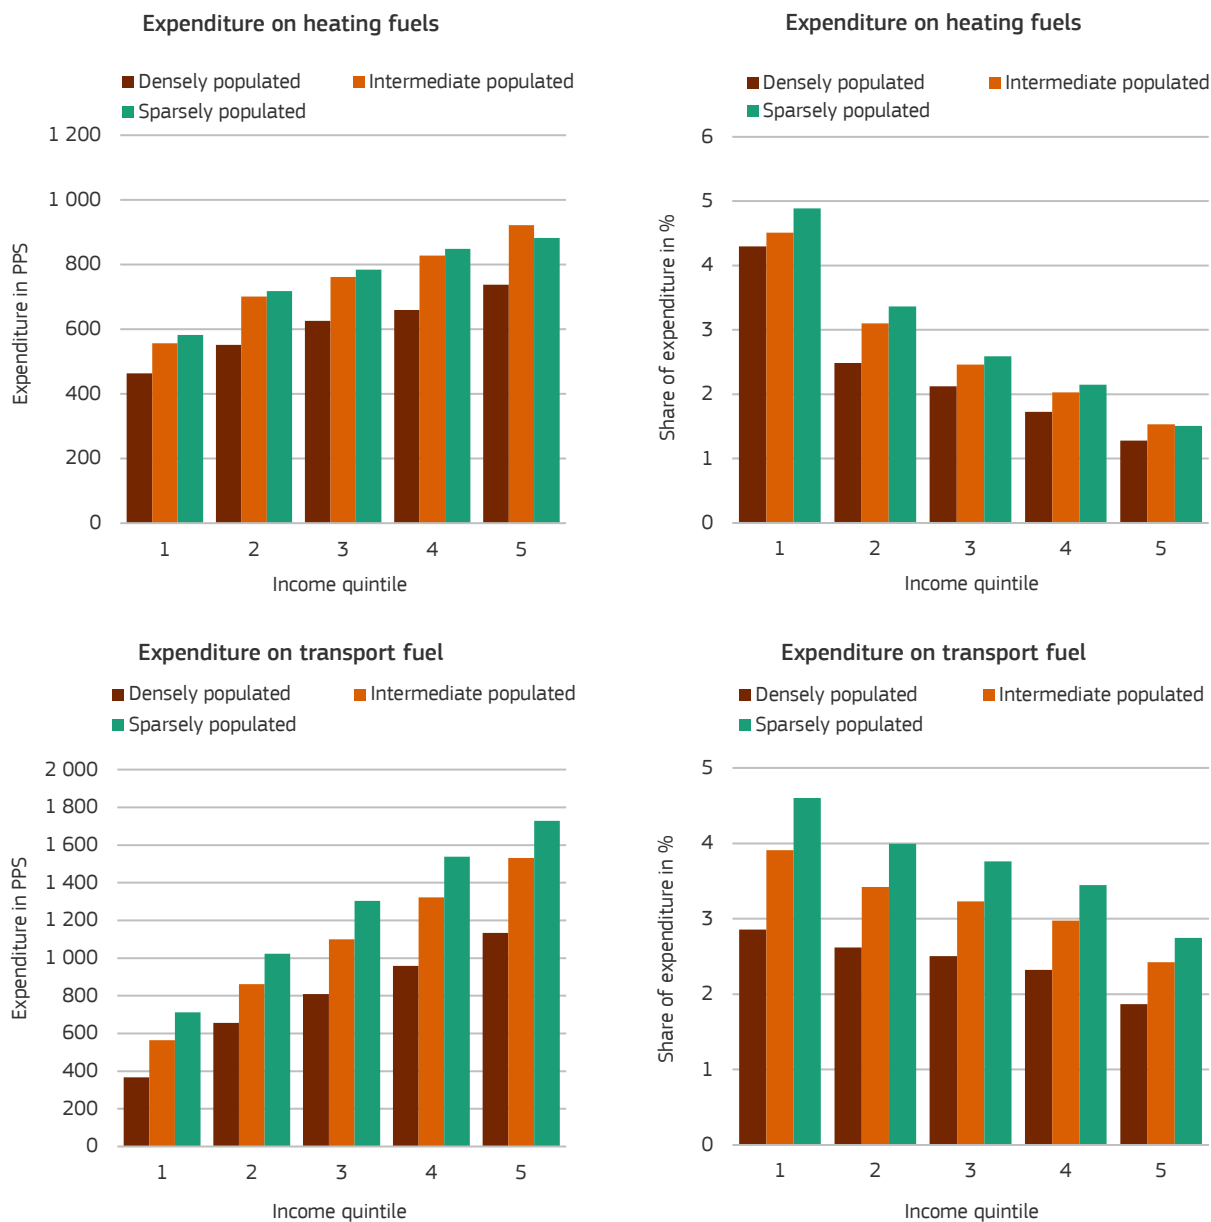 Expenditure on heating fuels
Densely populated
Intermediate populated
Sparsely populated
Expenditure in PPS
1 200
1 000
800
600
400
200
0
1 2 3 4 5
Income quintile
Expenditure on heating fuels
Densely populated
Intermediate populated
Sparsely populated
Share of expenditure in %
6
5
4
3
2
1
0
1 2 3 4 5
Income quintile
Expenditure on transport fuel
Densely populated
Intermediate populated
Sparsely populated
Expenditure in PPS
2 000
1 800
1 600
1 400
1 200
1 000
800
600
400
200
0
1 2 3 4 5
Income quintile
Expenditure on transport fuel
Densely populated
Intermediate populated
Sparsely populated
Share of expenditure in %
5
4
3
2
1
0
1 2 3 4 5
Income quintile